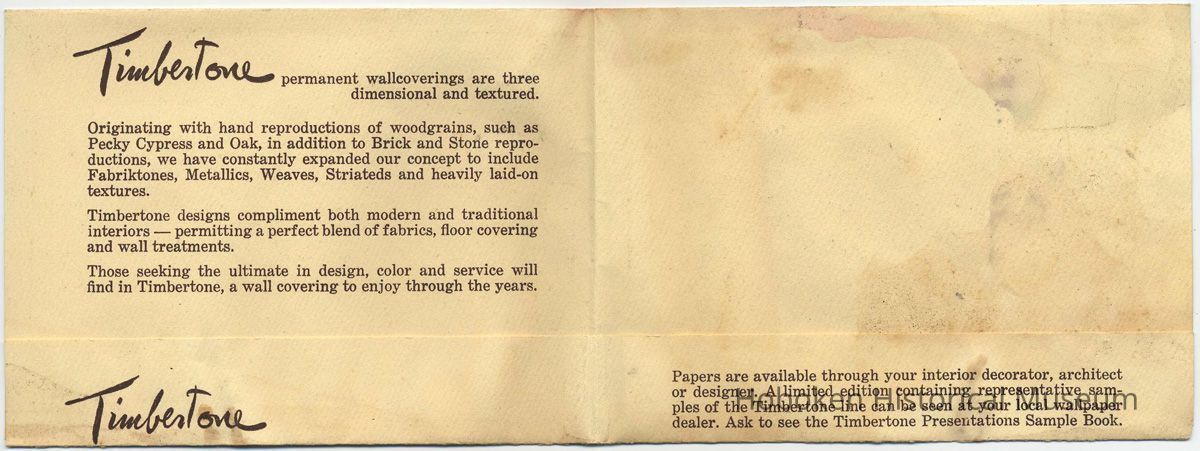 Timbertone permanent wallcoverings are three
dimensional and textured.
Originating with hand reproductions of woodgrains, such as
Pecky Cypress and Oak, in addition to Brick and Stone repro-
ductions, we have constantly expanded our concept to include
Fabriktones, Metallics, Weaves, Striateds and heavily laid-on
textures.
Timbertone designs compliment both modern and traditional
interiors — permitting a perfect blend of fabrics, floor covering
and wall treatments.
Those seeking the ultimate in design, color and service will
find in Timbertone, a wall covering to enjoy through the years.
Timbertone
Papers are available through your interior decorator, architect
or designer. A limited edition containing representative sam-
ples of the Timbertone line can be seen at your local wallpaper
dealer. Ask to see the Timbertone Presentations Sample Book.
Hoboken Historical Museum